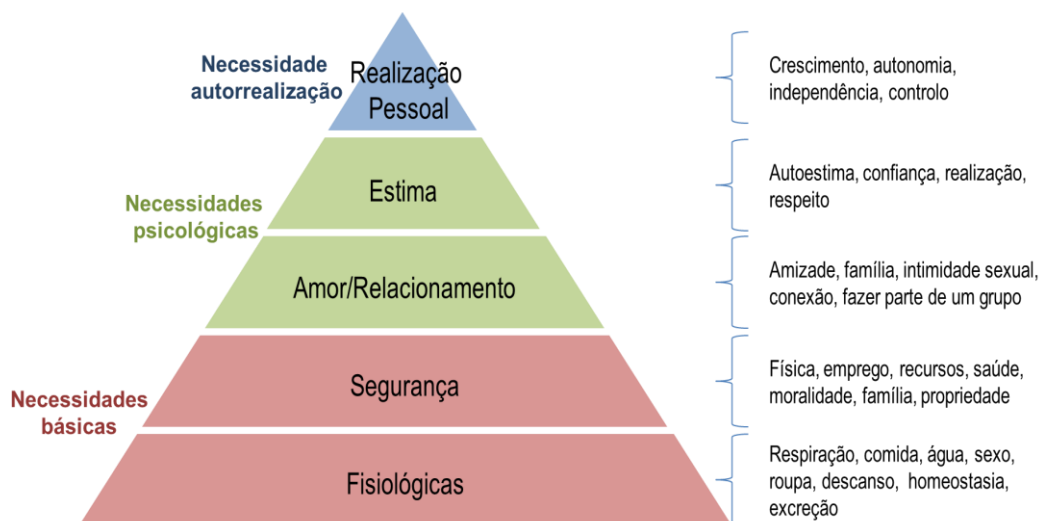 Necessidade
autorrealização
Realização
Pessoal
Crescimento, autonomia,
independência, controlo
Necessidades
psicológicas
Estima
Autoestima, confiança, realização,
respeito
Amor/Relacionamento
Amizade, família, intimidade sexual,
conexão, fazer parte de um grupo
Necessidades
básicas
Segurança
Física, emprego, recursos, saúde,
moralidade, família, propriedade
Fisiológicas
Respiração, comida, água, sexo,
roupa, descanso, homeostasia,
excreção